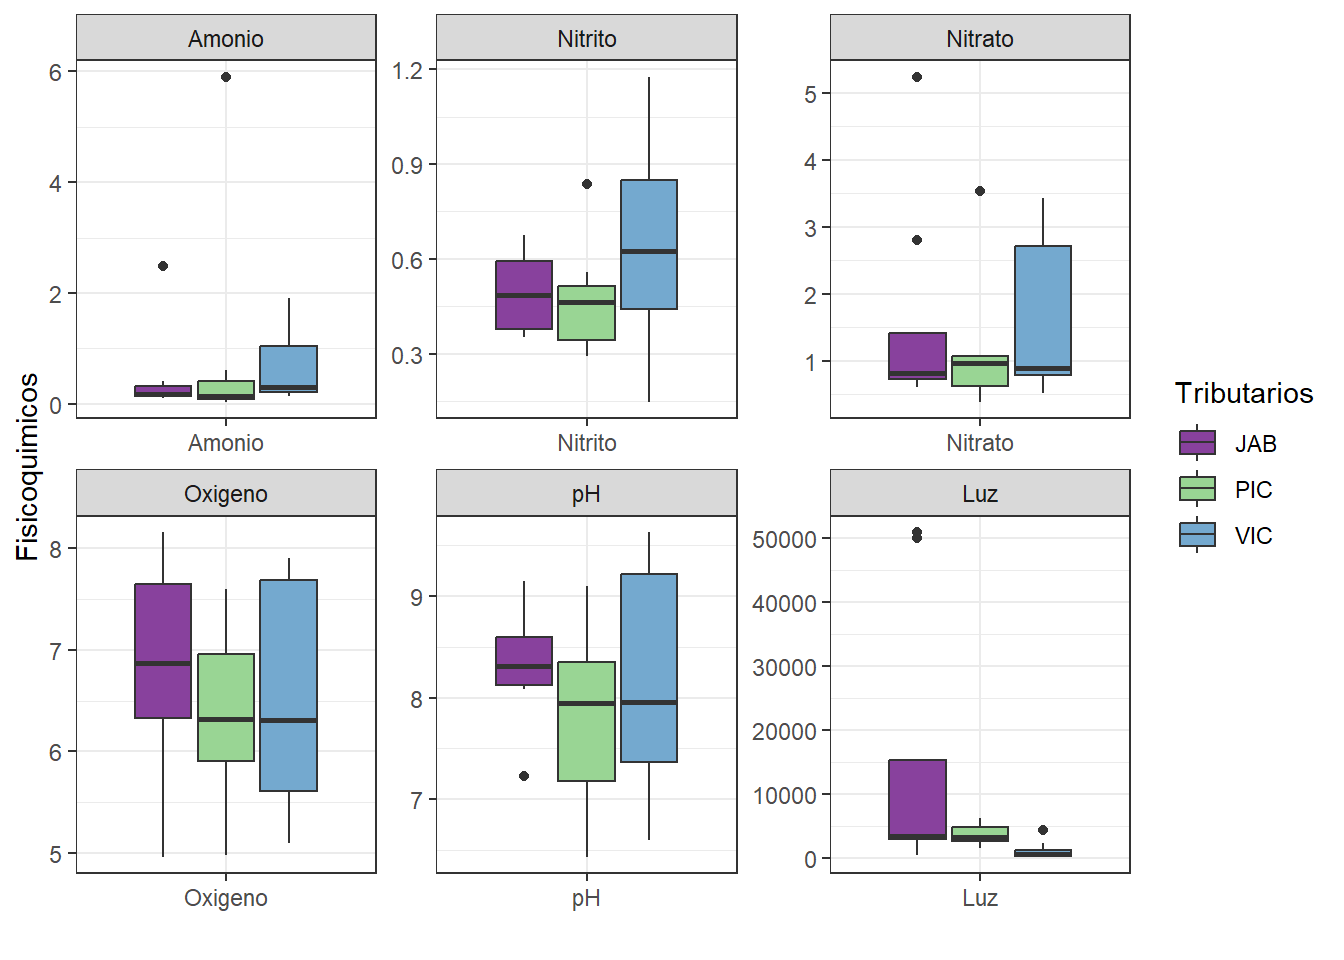 Amonio
Nitrito
Nitrato
6
4
2
0
1.2
0.9
0.6
0.3
5
4
3
2
1
Amonio
Nitrito
Nitrato
Fisicoquimicos
Oxigeno
pH
Luz
8
7
6
5
9
8
7
50000
40000
30000
20000
10000
0
Oxigeno
pH
Luz
Tributarios
JAB
PIC
VIC